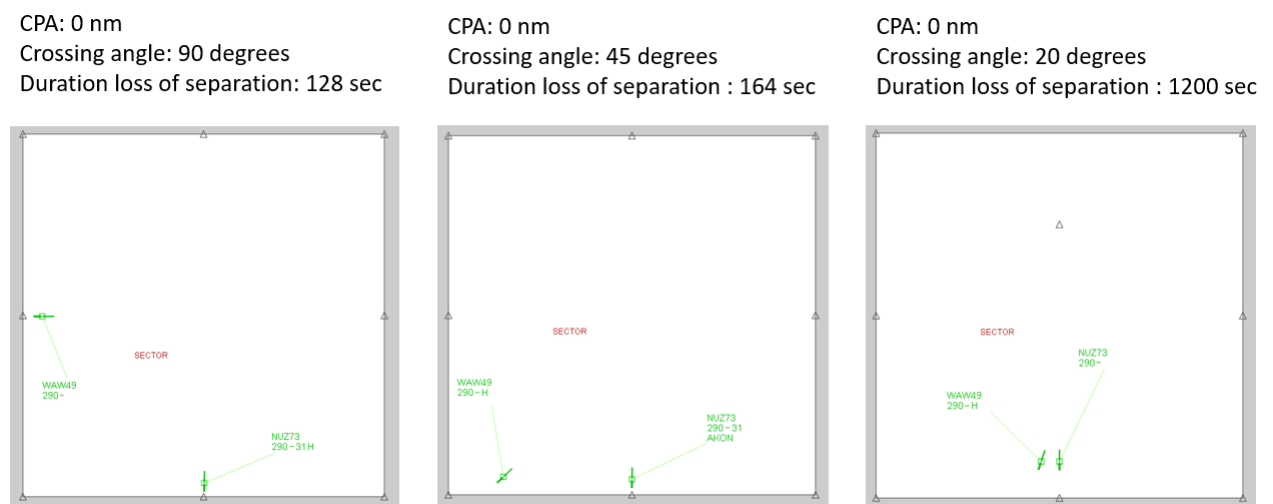 CPA: 0 nm
Crossing angle: 90 degrees
Duration loss of separation: 128 sec
CPA: 0 nm
Crossing angle: 45 degrees
Duration loss of separation : 164 sec
CPA: 0 nm
Crossing angle: 20 degrees
Duration loss of separation : 1200 sec
SECTOR
WAW49
290-
NUZ73
290-31H
SECTOR
WAW49
290-H
NUZ73
290-31
AKON
SECTOR
NUZ73
290-
WAW49
290-H